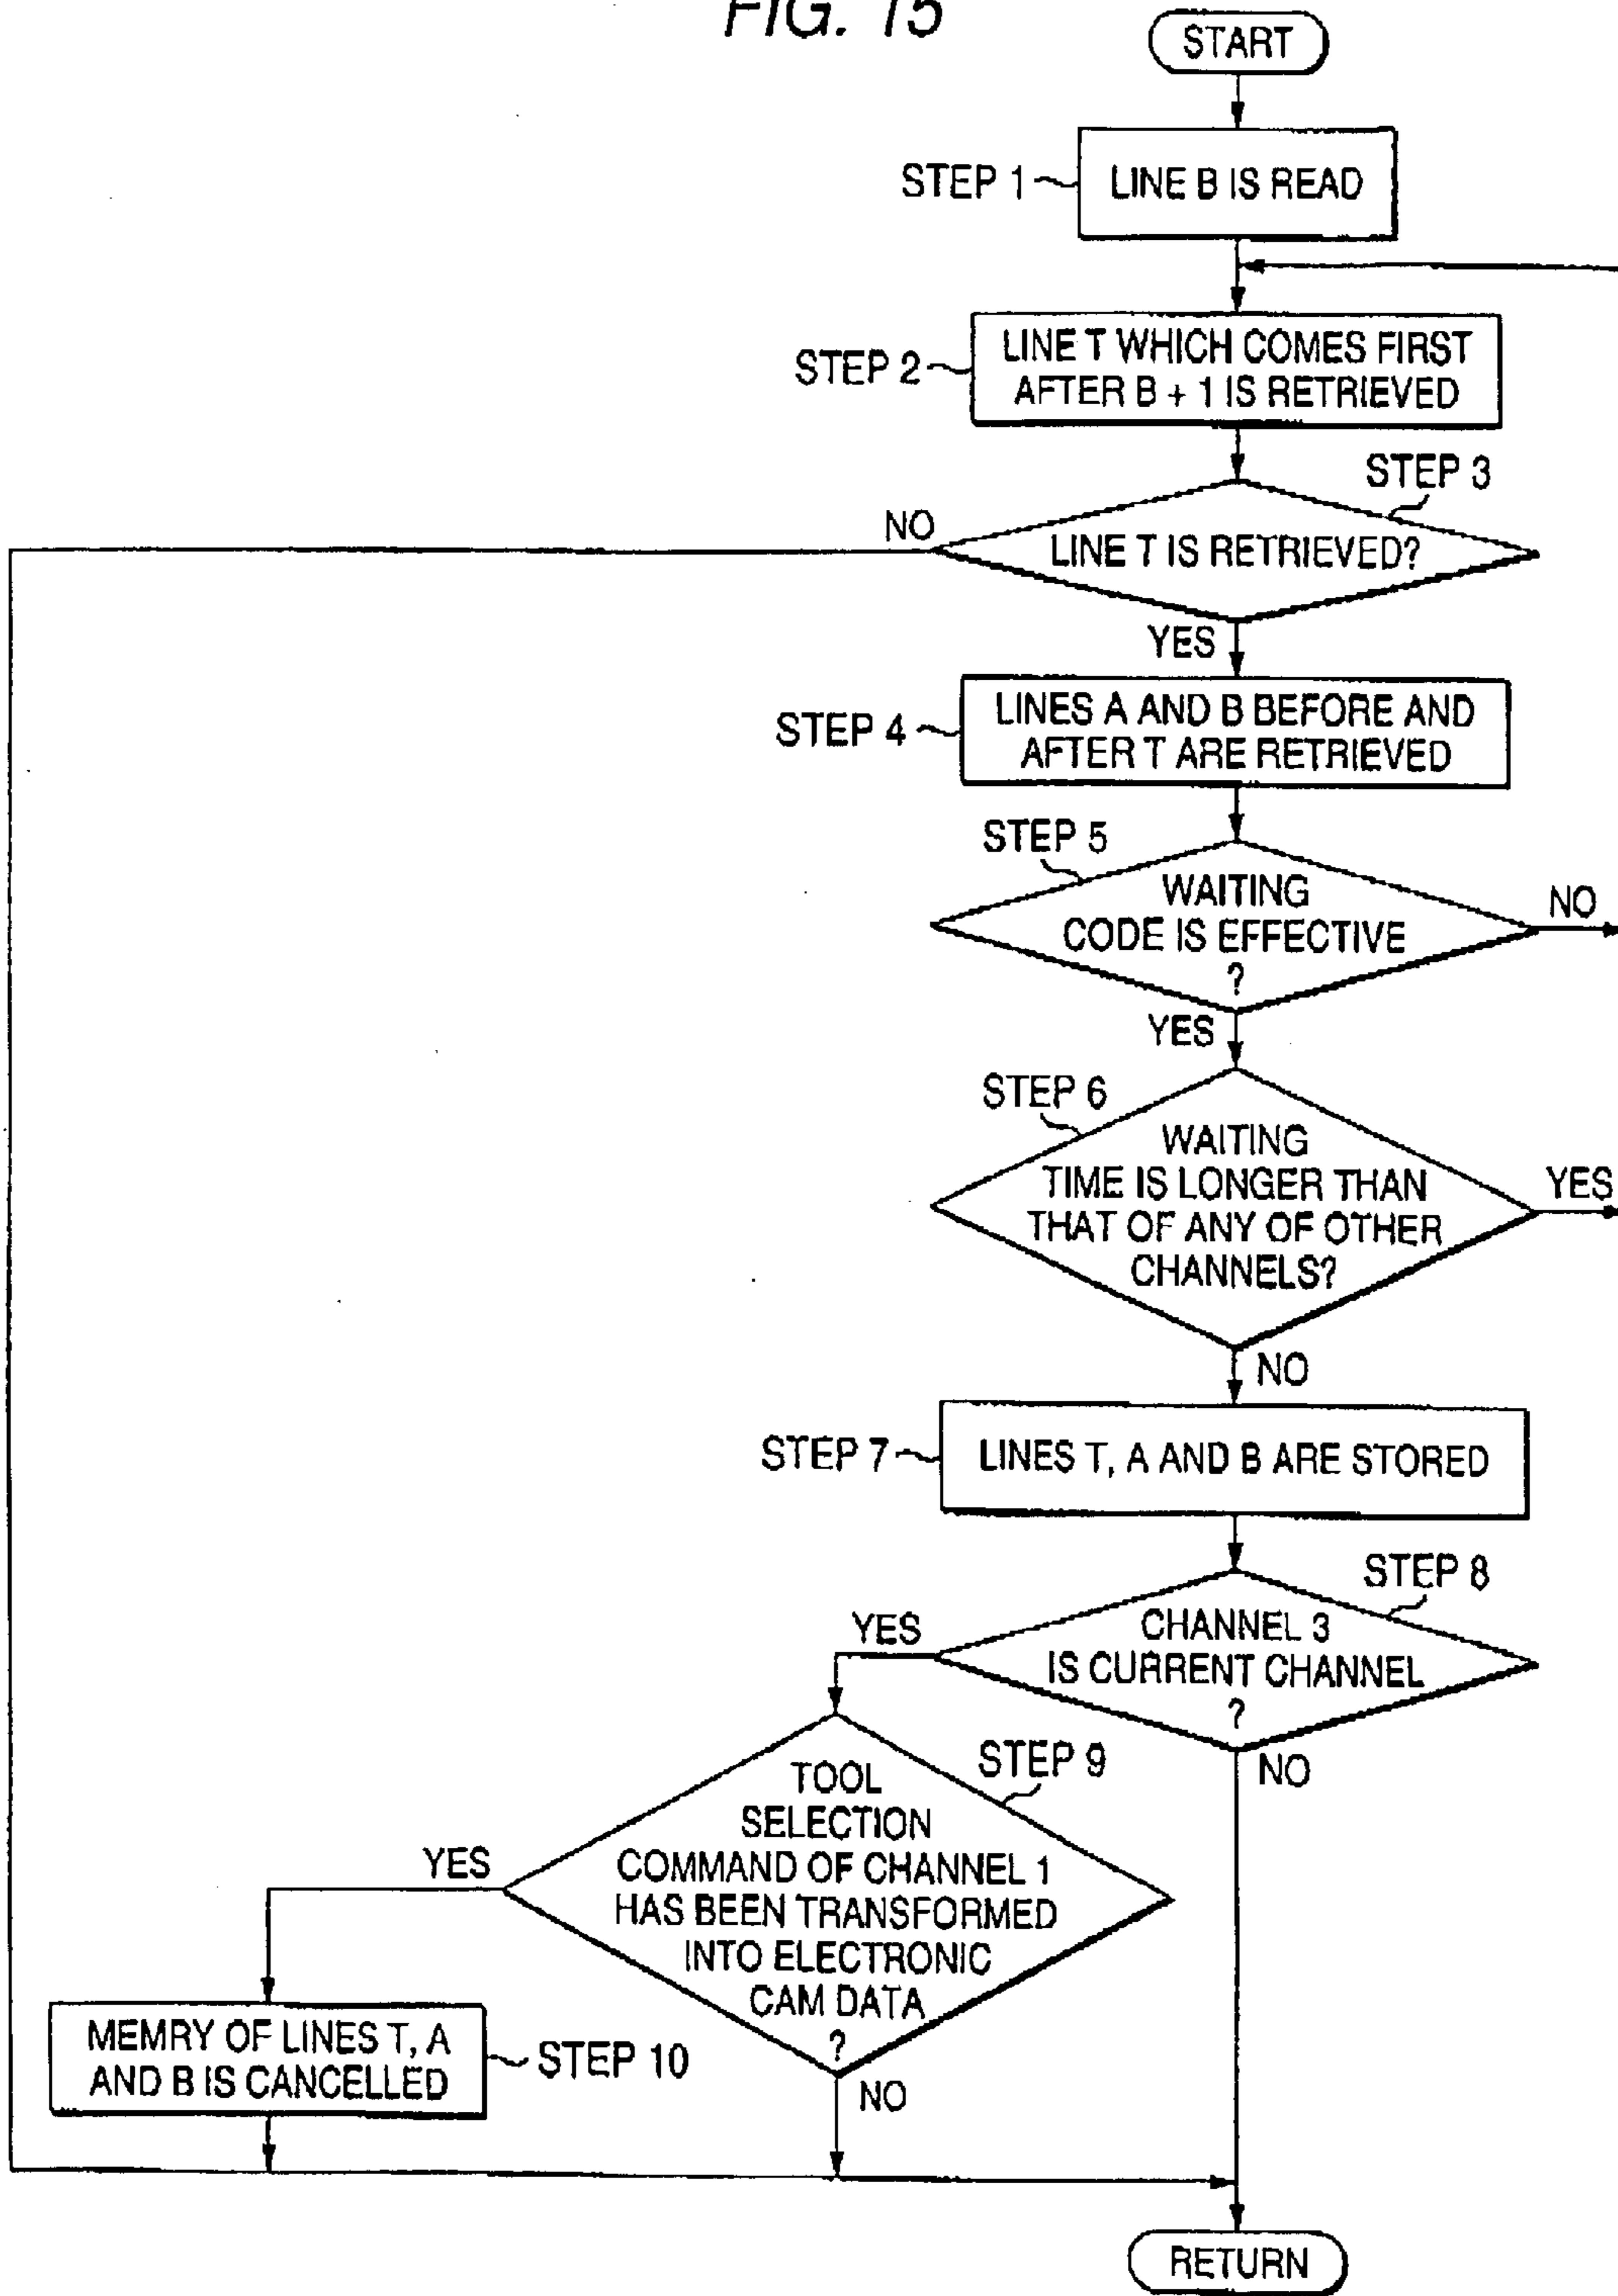 FIG. 15
START
STEP 1
LINE B IS READ
STEP 2
LINE T WHICH COMES FIRST
AFTER B + 1 IS RETRIEVED
STEP 3
NO
LINE T IS RETRIEVED?
YES
STEP 4
LINES A AND B BEFORE AND
AFTER T ARE RETRIEVED
STEP 5
WAITING
CODE IS EFFECTIVE
?
NO
YES
STEP 6
WAITING
TIME IS LONGER THAN
THAT OF ANY OF OTHER
CHANNELS?
YES
NO
STEP 7
LINES T, A AND B ARE STORED
STEP 8
YES
CHANNEL 3
IS CURRENT CHANNEL
?
NO
STEP 9
TOOL
SELECTION
COMMAND OF CHANNEL 1
HAS BEEN TRANSFORMED
INTO ELECTRONIC
CAM DATA
?
YES
NO
MEMRY OF LINES T, A
AND B IS CANCELLED
STEP 10
RETURN